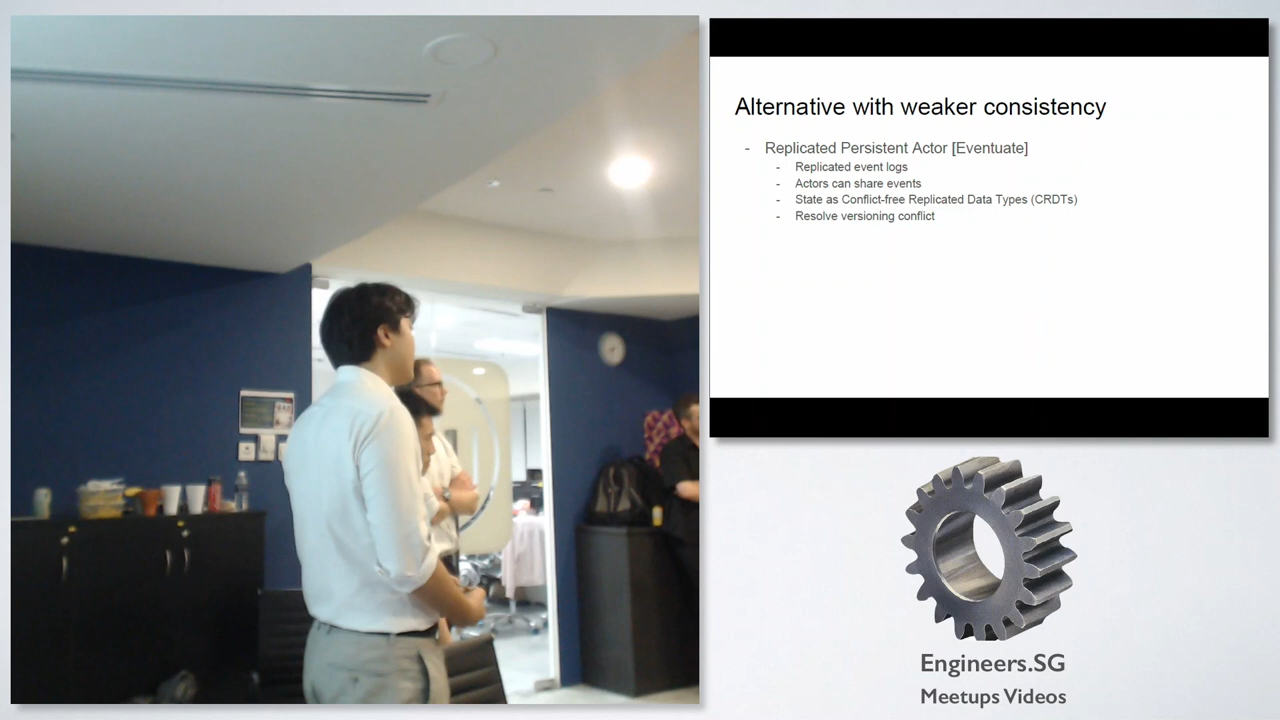 Alternative with weaker consistency
- Replicated Persistent Actor [Eventuate]
- Replicated event logs
- Actors can share events
- State as Conflict-free Replicated Data Types (CRDTs)
- Resolve versioning conflict
Engineers.SG
Meetups Videos